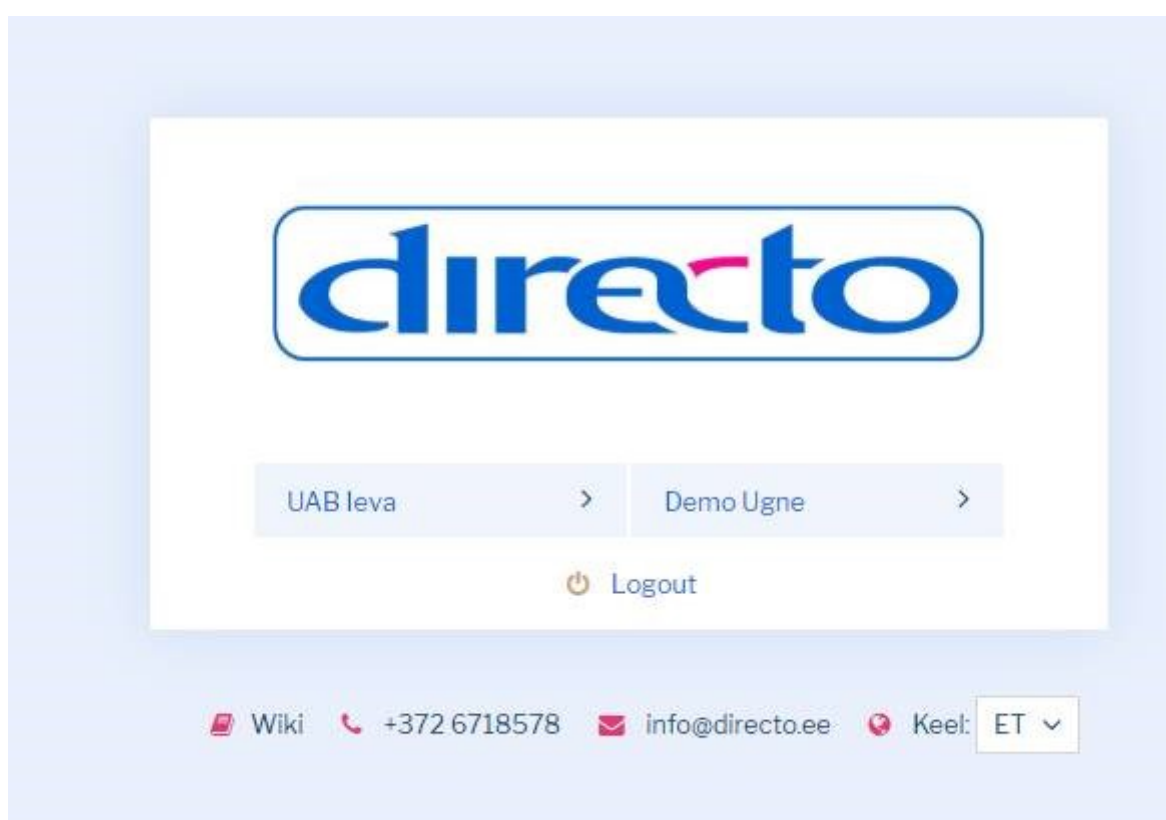 directo
UAB Ieva
Demo Ugne
Logout
Wiki +372 6718578 info@directo.ee Keel: ET